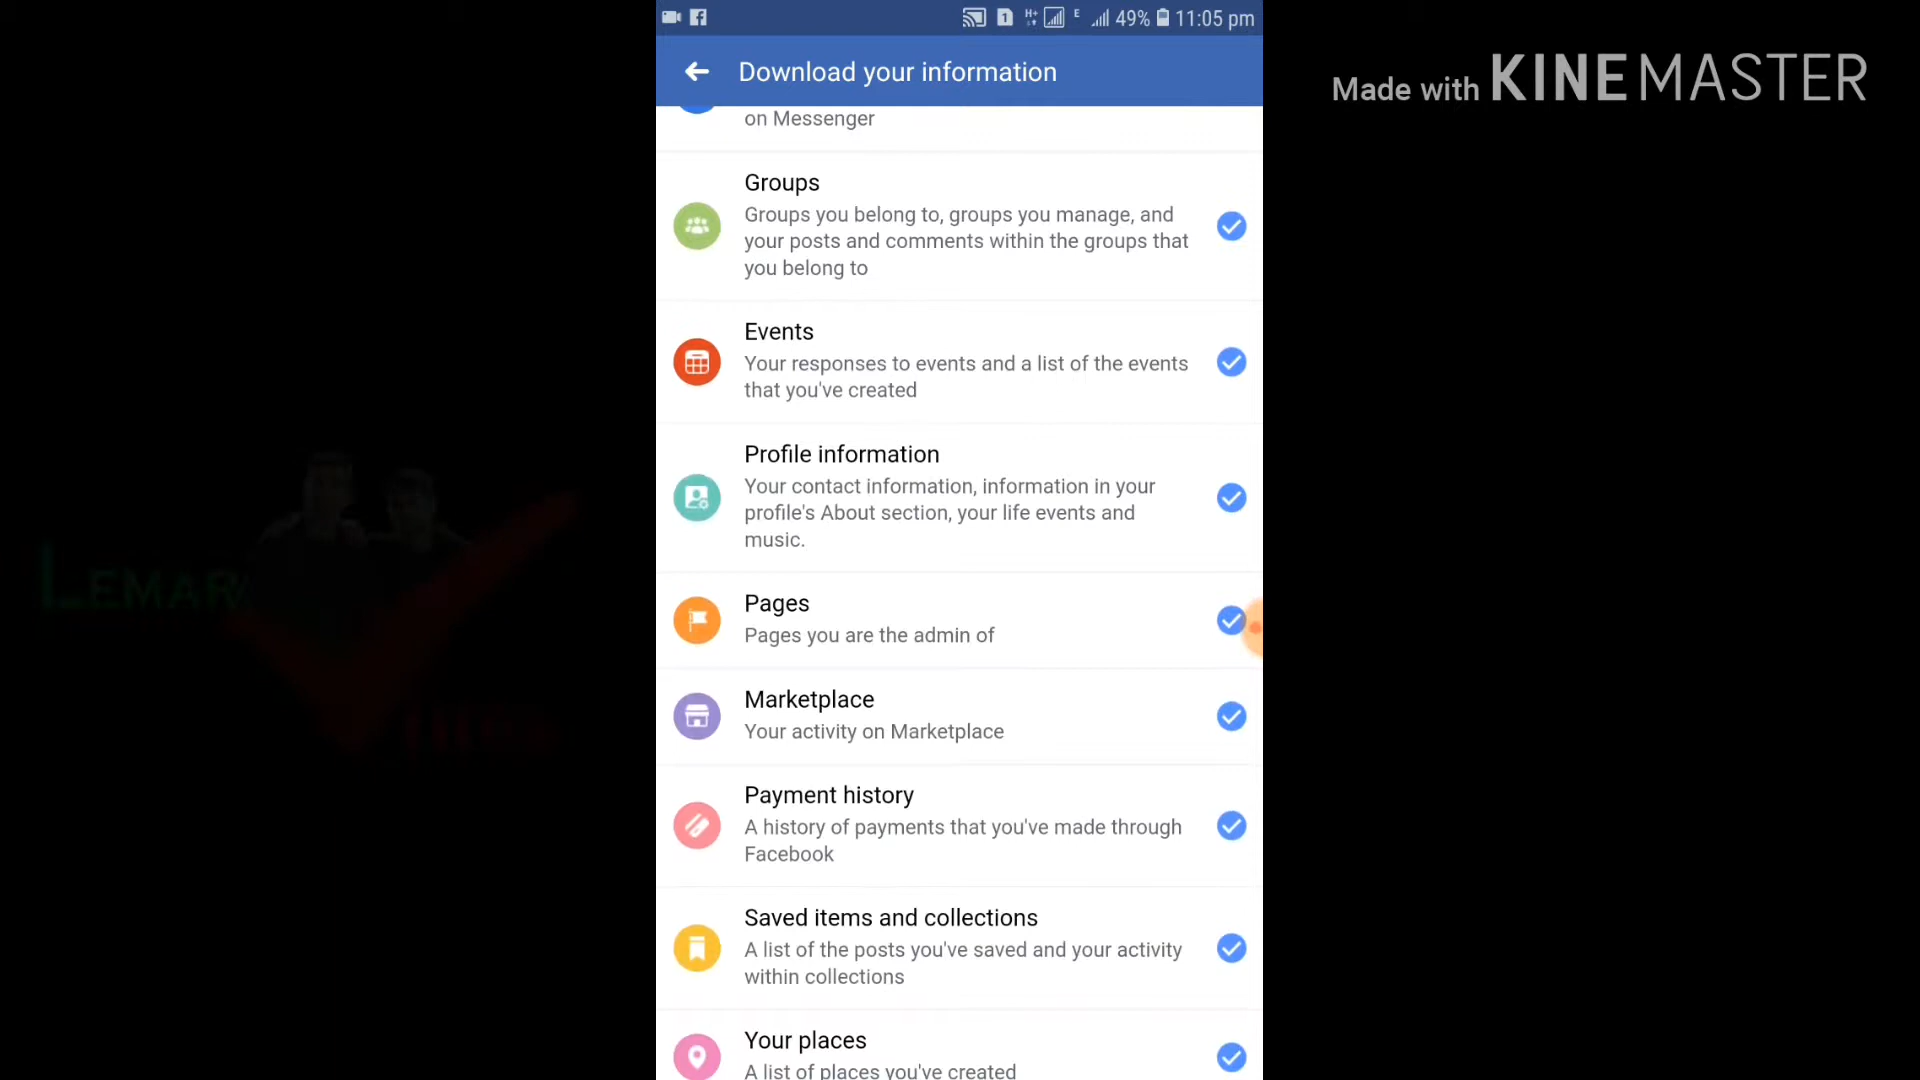 49% 11:05 pm
Download your information
Made with KINEMASTER
on Messenger
Groups
Groups you belong to, groups you manage, and
your posts and comments within the groups that
you belong to
Events
Your responses to events and a list of the events
that you've created
Profile information
Your contact information, information in your
profile's About section, your life events and
music.
Pages
Pages you are the admin of
Marketplace
Your activity on Marketplace
Payment history
A history of payments that you've made through
Facebook
Saved items and collections
A list of the posts you've saved and your activity
within collections
Your places
A list of places you've created